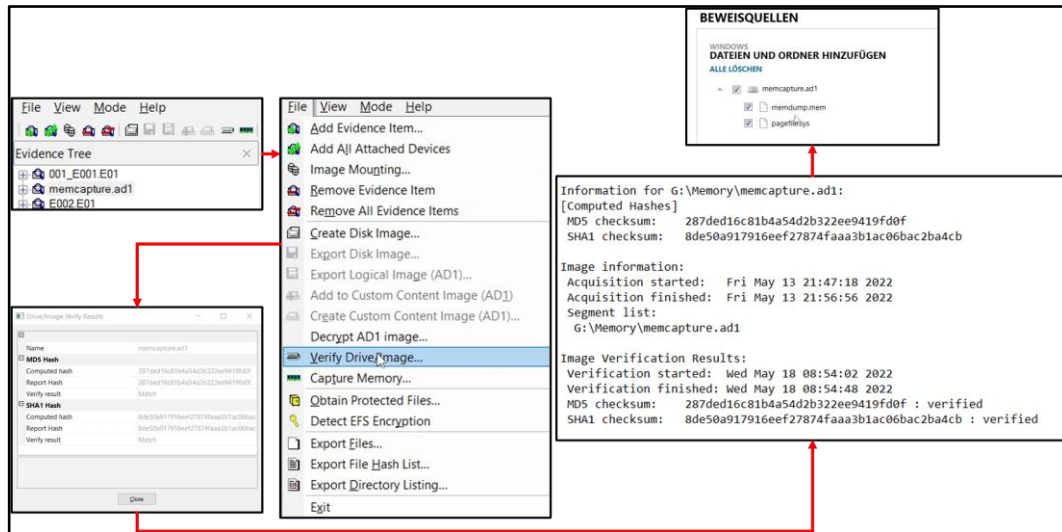 File View Mode Help
Evidence Tree
001_E001.E01
memcapture.ad1
E002.E01
File View Mode Help
Add Evidence Item...
Add All Attached Devices
Image Mounting...
Remove Evidence Item
Remove All Evidence Items
Create Disk Image...
Export Disk Image...
Export Logical Image (AD1)...
Add to Custom Content Image (AD1)
Create Custom Content Image (AD1)...
Decrypt AD1 image...
Verify Drive/Image...
Capture Memory...
Obtain Protected Files...
Detect EFS Encryption
Export Files...
Export File Hash List...
Export Directory Listing...
Exit
Drive/Image Verify Results
Name memcapture.ad1
MD5 Hash
Computed hash 287ded16c81b4a54d2b322ee9419fd0f
Report Hash 287ded16c81b4a54d2b322ee9419fd0f
Verify result Match
SHA1 Hash
Computed hash 8de50a917916eef27874faaa3b1ac06bac
Report Hash 8de50a917916eef27874faaa3b1ac06bac
Verify result Match
Close
Information for G:\Memory\memcapture.ad1:
[Computed Hashes]
MD5 checksum: 287ded16c81b4a54d2b322ee9419fd0f
SHA1 checksum: 8de50a917916eef27874faaa3b1ac06bac2ba4cb
Image information:
Acquisition started: Fri May 13 21:47:18 2022
Acquisition finished: Fri May 13 21:56:56 2022
Segment list:
G:\Memory\memcapture.ad1
Image Verification Results:
Verification started: Wed May 18 08:54:02 2022
Verification finished: Wed May 18 08:54:48 2022
MD5 checksum: 287ded16c81b4a54d2b322ee9419fd0f : verified
SHA1 checksum: 8de50a917916eef27874faaa3b1ac06bac2ba4cb : verified
BEWEISQUELLEN
WINDOWS
DATEIEN UND ORDNER HINZUFÜGEN
ALLE LÖSCHEN
memcapture.ad1
memdump.mem
pagefile.sys